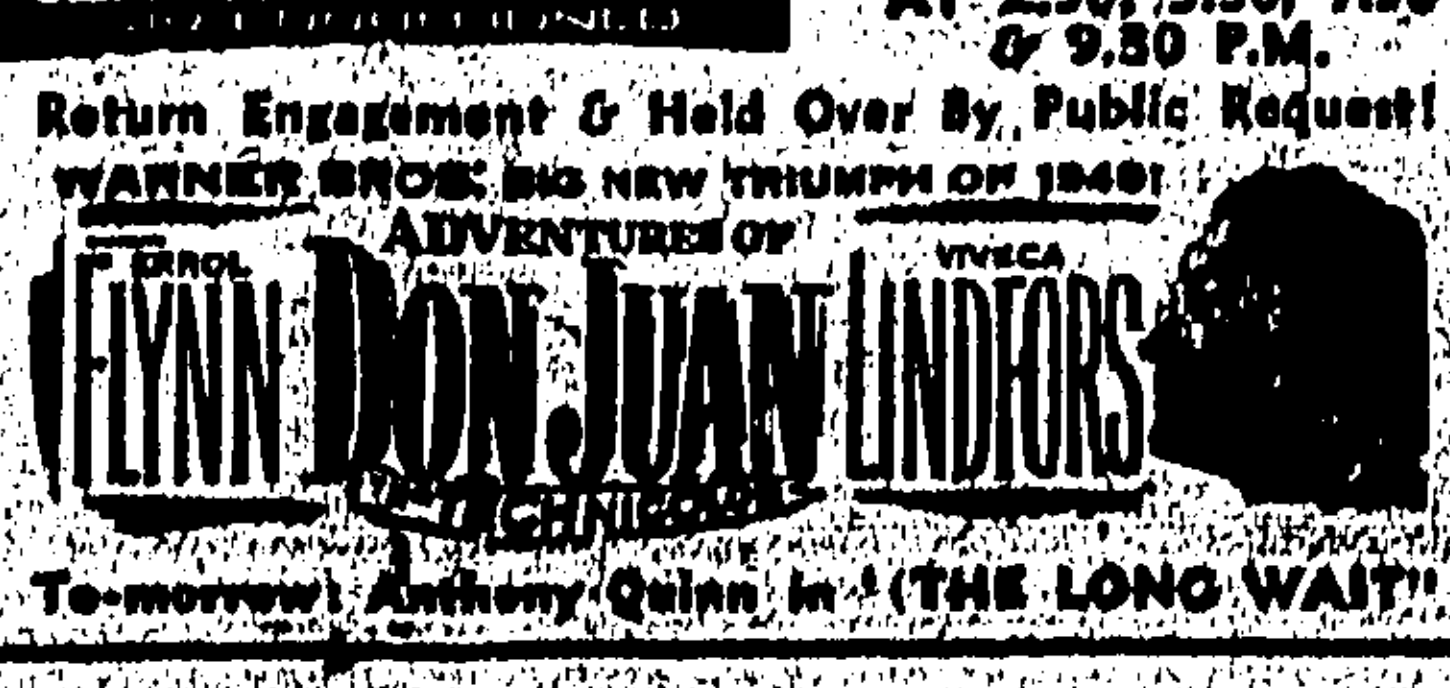 & 9.30 P.M.
Return Engagement & Held Over By Public Request!
WARNER BROS. BIG NEW TRIUMPH OF 1949!
ADVENTURES OF
ERROL
FLYNN
DON JUAN
VIVECA
LINDFORS
TECHNICOLOR
To-morrow! Anthony Quinn in "(THE LONG WAIT"